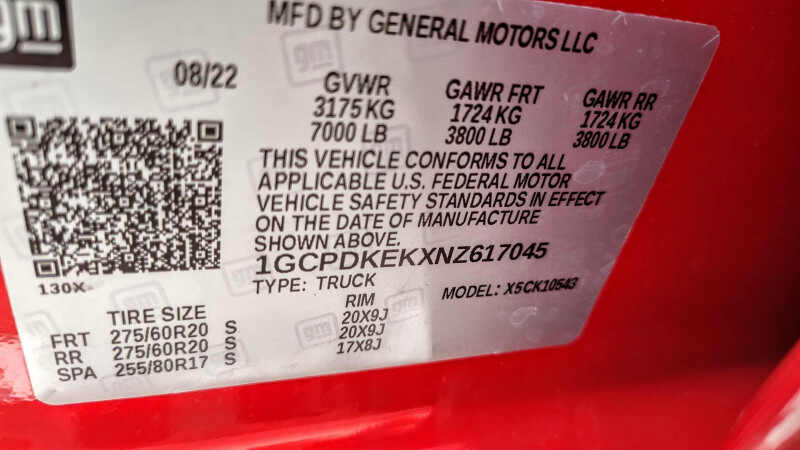 gm
MFD BY GENERAL MOTORS LLC
08/22
GVWR GAWR FRT GAWR RR
3175 KG 1724 KG 1724 KG
7000 LB 3800 LB 3800 LB
THIS VEHICLE CONFORMS TO ALL
APPLICABLE U.S. FEDERAL MOTOR
VEHICLE SAFETY STANDARDS IN EFFECT
ON THE DATE OF MANUFACTURE
SHOWN ABOVE.
1GCPDKEKXNZ617045
130X
TYPE: TRUCK MODEL: X5CK10543
TIRE SIZE RIM
FRT 275/60R20 S 20X9J
RR 275/60R20 S 20X9J
SPA 255/80R17 S 17X8J